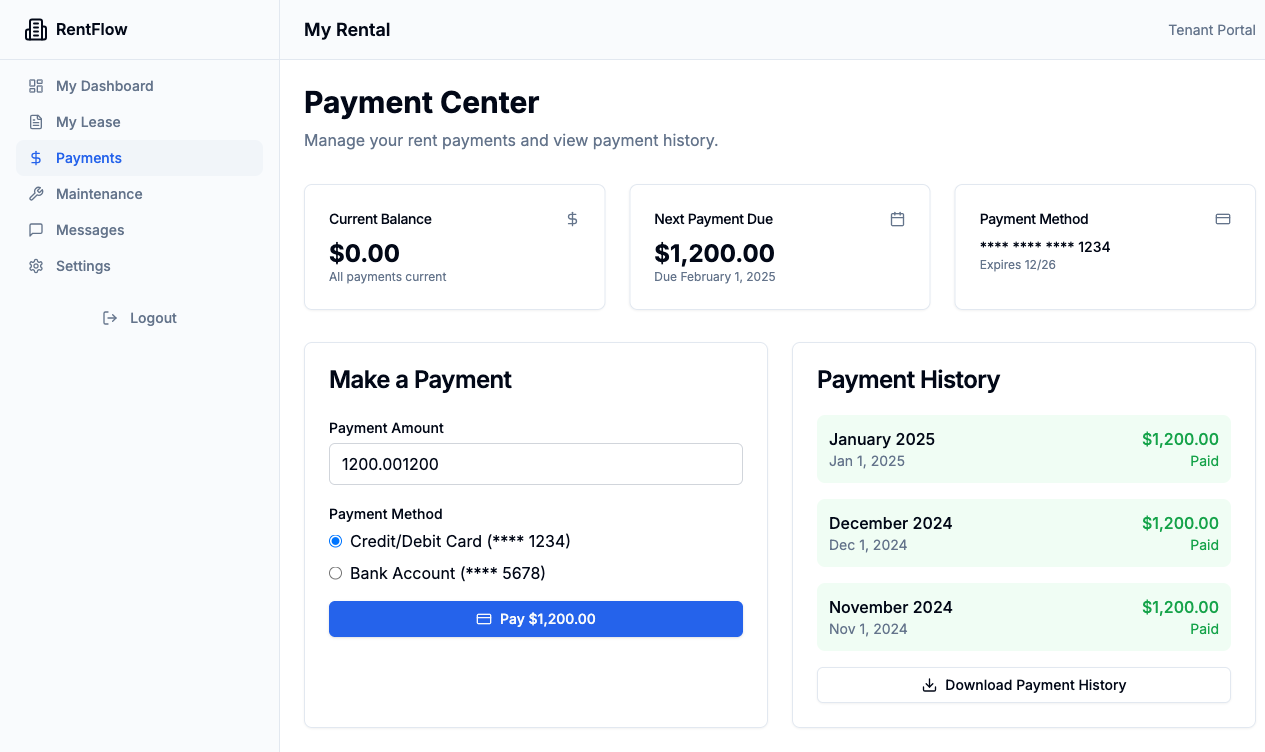 RentFlow
My Rental
Tenant Portal
My Dashboard
My Lease
Payments
Maintenance
Messages
Settings
Logout
Payment Center
Manage your rent payments and view payment history.
Current Balance
$0.00
All payments current
Next Payment Due
$1,200.00
Due February 1, 2025
Payment Method
**** **** **** 1234
Expires 12/26
Make a Payment
Payment Amount
1200.001200
Payment Method
Credit/Debit Card (**** 1234)
Bank Account (**** 5678)
Pay $1,200.00
Payment History
January 2025 $1,200.00
Jan 1, 2025 Paid
December 2024 $1,200.00
Dec 1, 2024 Paid
November 2024 $1,200.00
Nov 1, 2024 Paid
Download Payment History